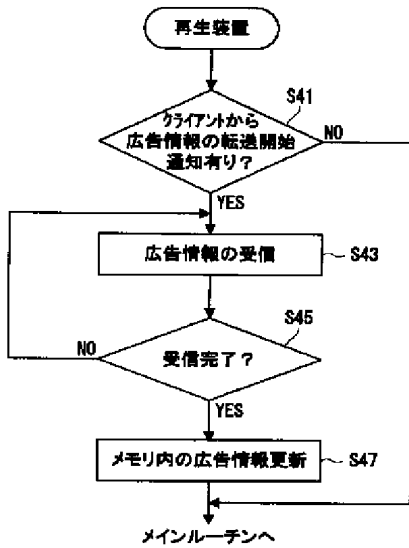 再生装置
S41
クライアントから
広告情報の転送開始
通知有り？
NO
YES
広告情報の受信
S43
S45
受信完了？
NO
YES
メモリ内の広告情報更新
S47
メインルーチンへ